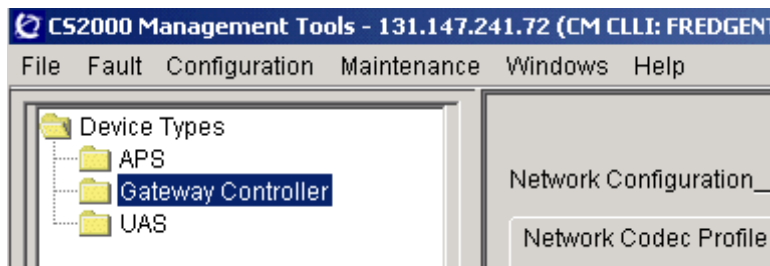 CS2000 Management Tools - 131.147.241.72 (CM CLLI: FREDGENT
File Fault Configuration Maintenance Windows Help
Device Types
APS
Gateway Controller
UAS
Network Configuration
Network Codec Profile